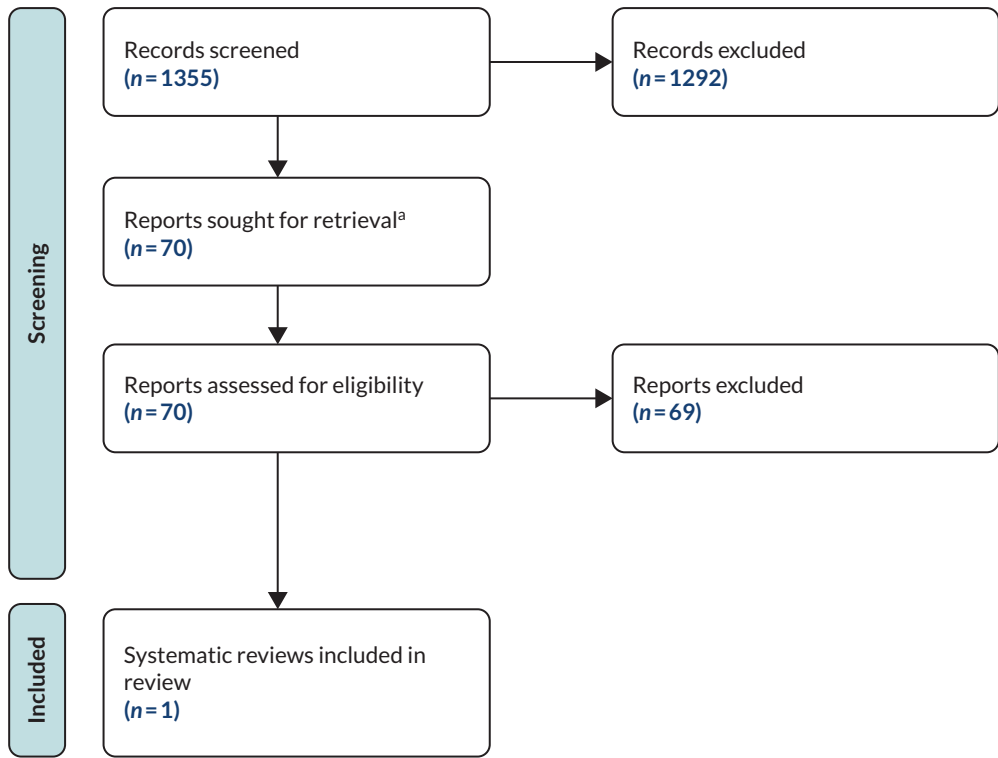 Screening
Records screened
(n = 1355)
Records excluded
(n = 1292)
Reports sought for retrievalᵃ
(n = 70)
Reports assessed for eligibility
(n = 70)
Reports excluded
(n = 69)
Included
Systematic reviews included in
review
(n = 1)